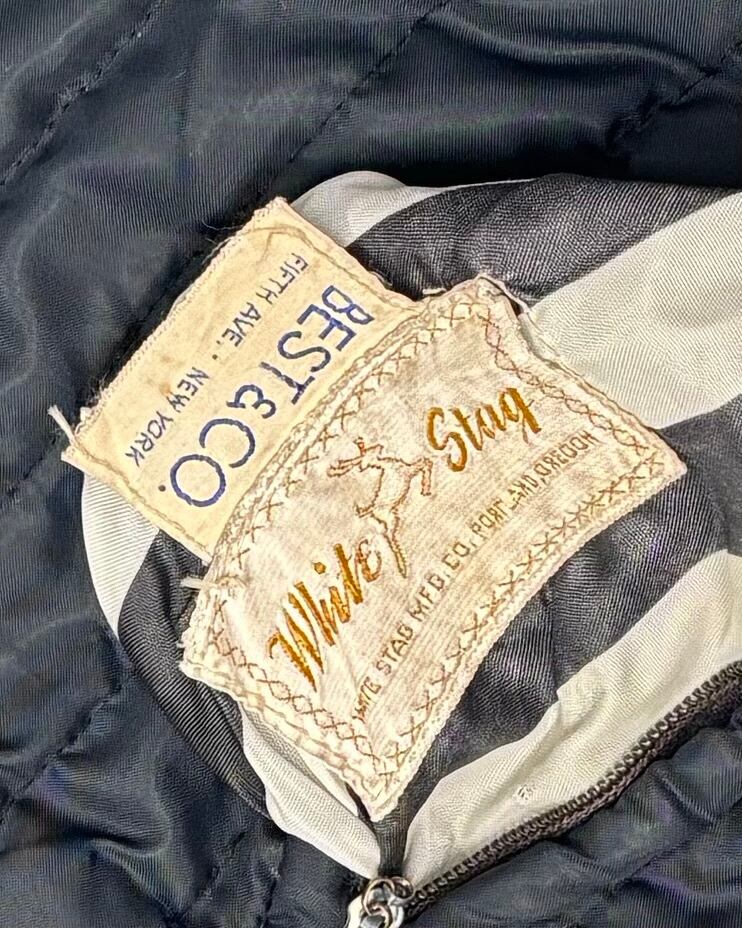 BEST & CO.
FIFTH AVE. · NEW YORK
White Stag
WHITE STAG MFG. CO. PORTLAND, OREGON